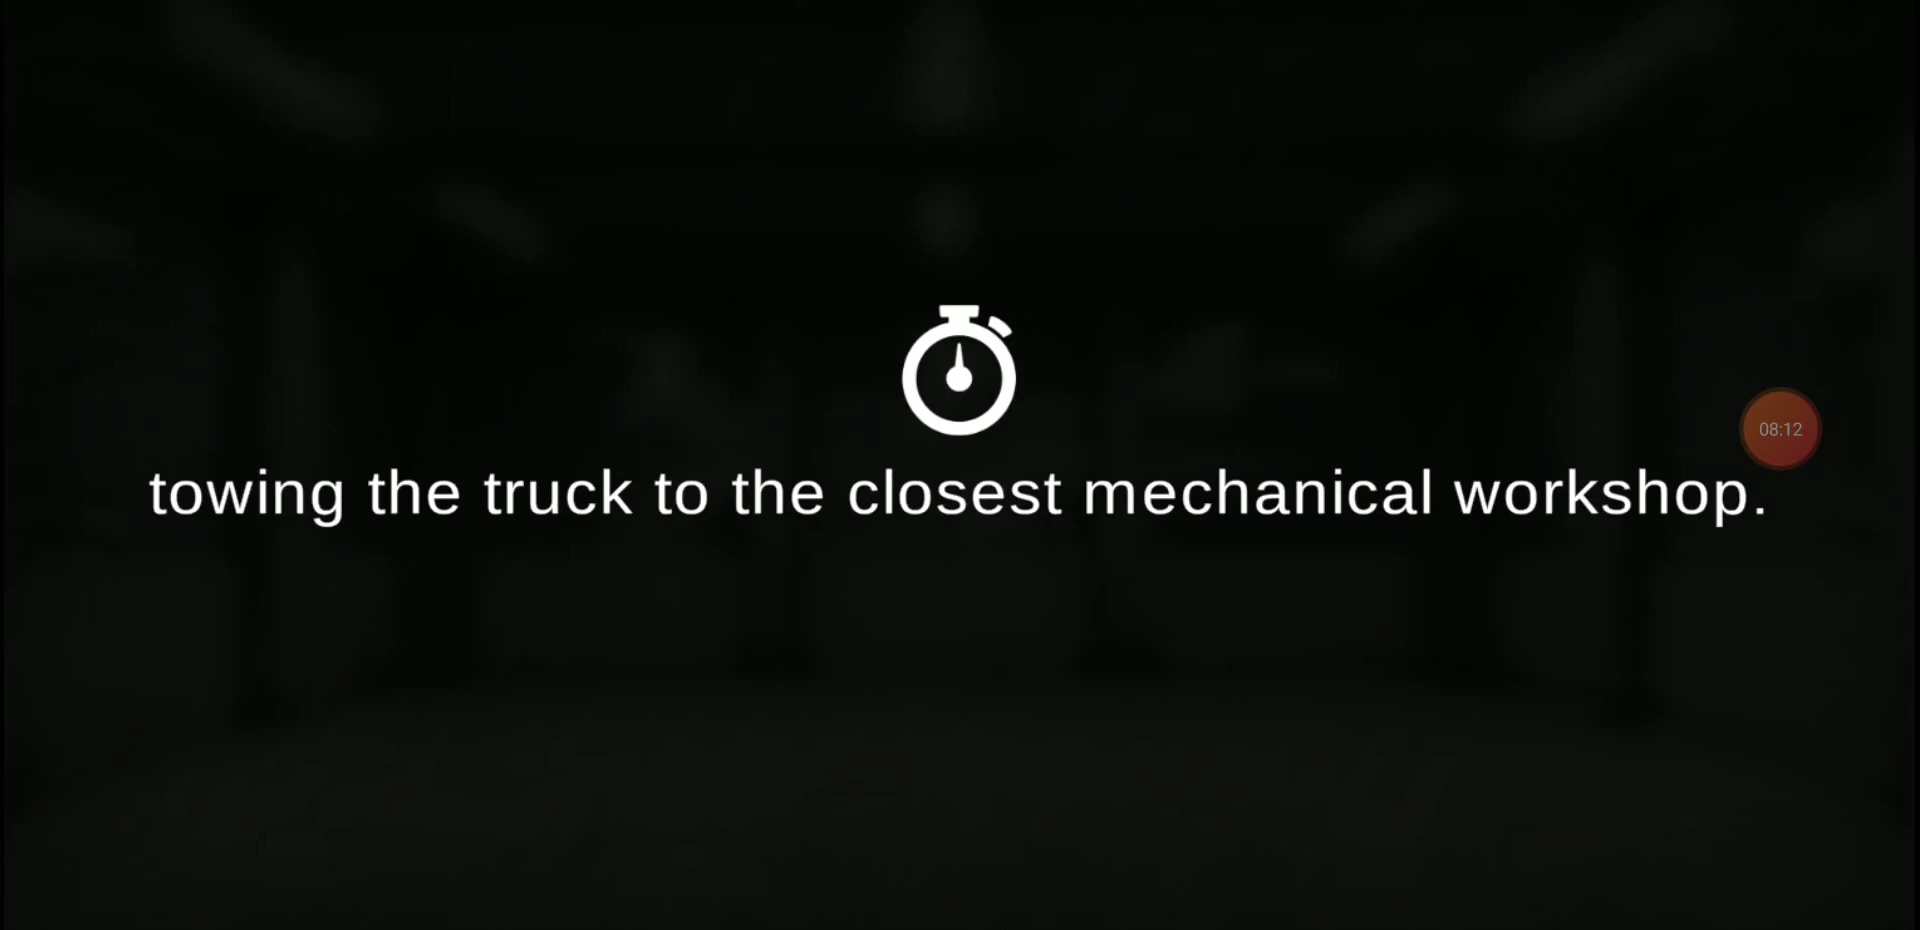 08:12
towing the truck to the closest mechanical workshop.